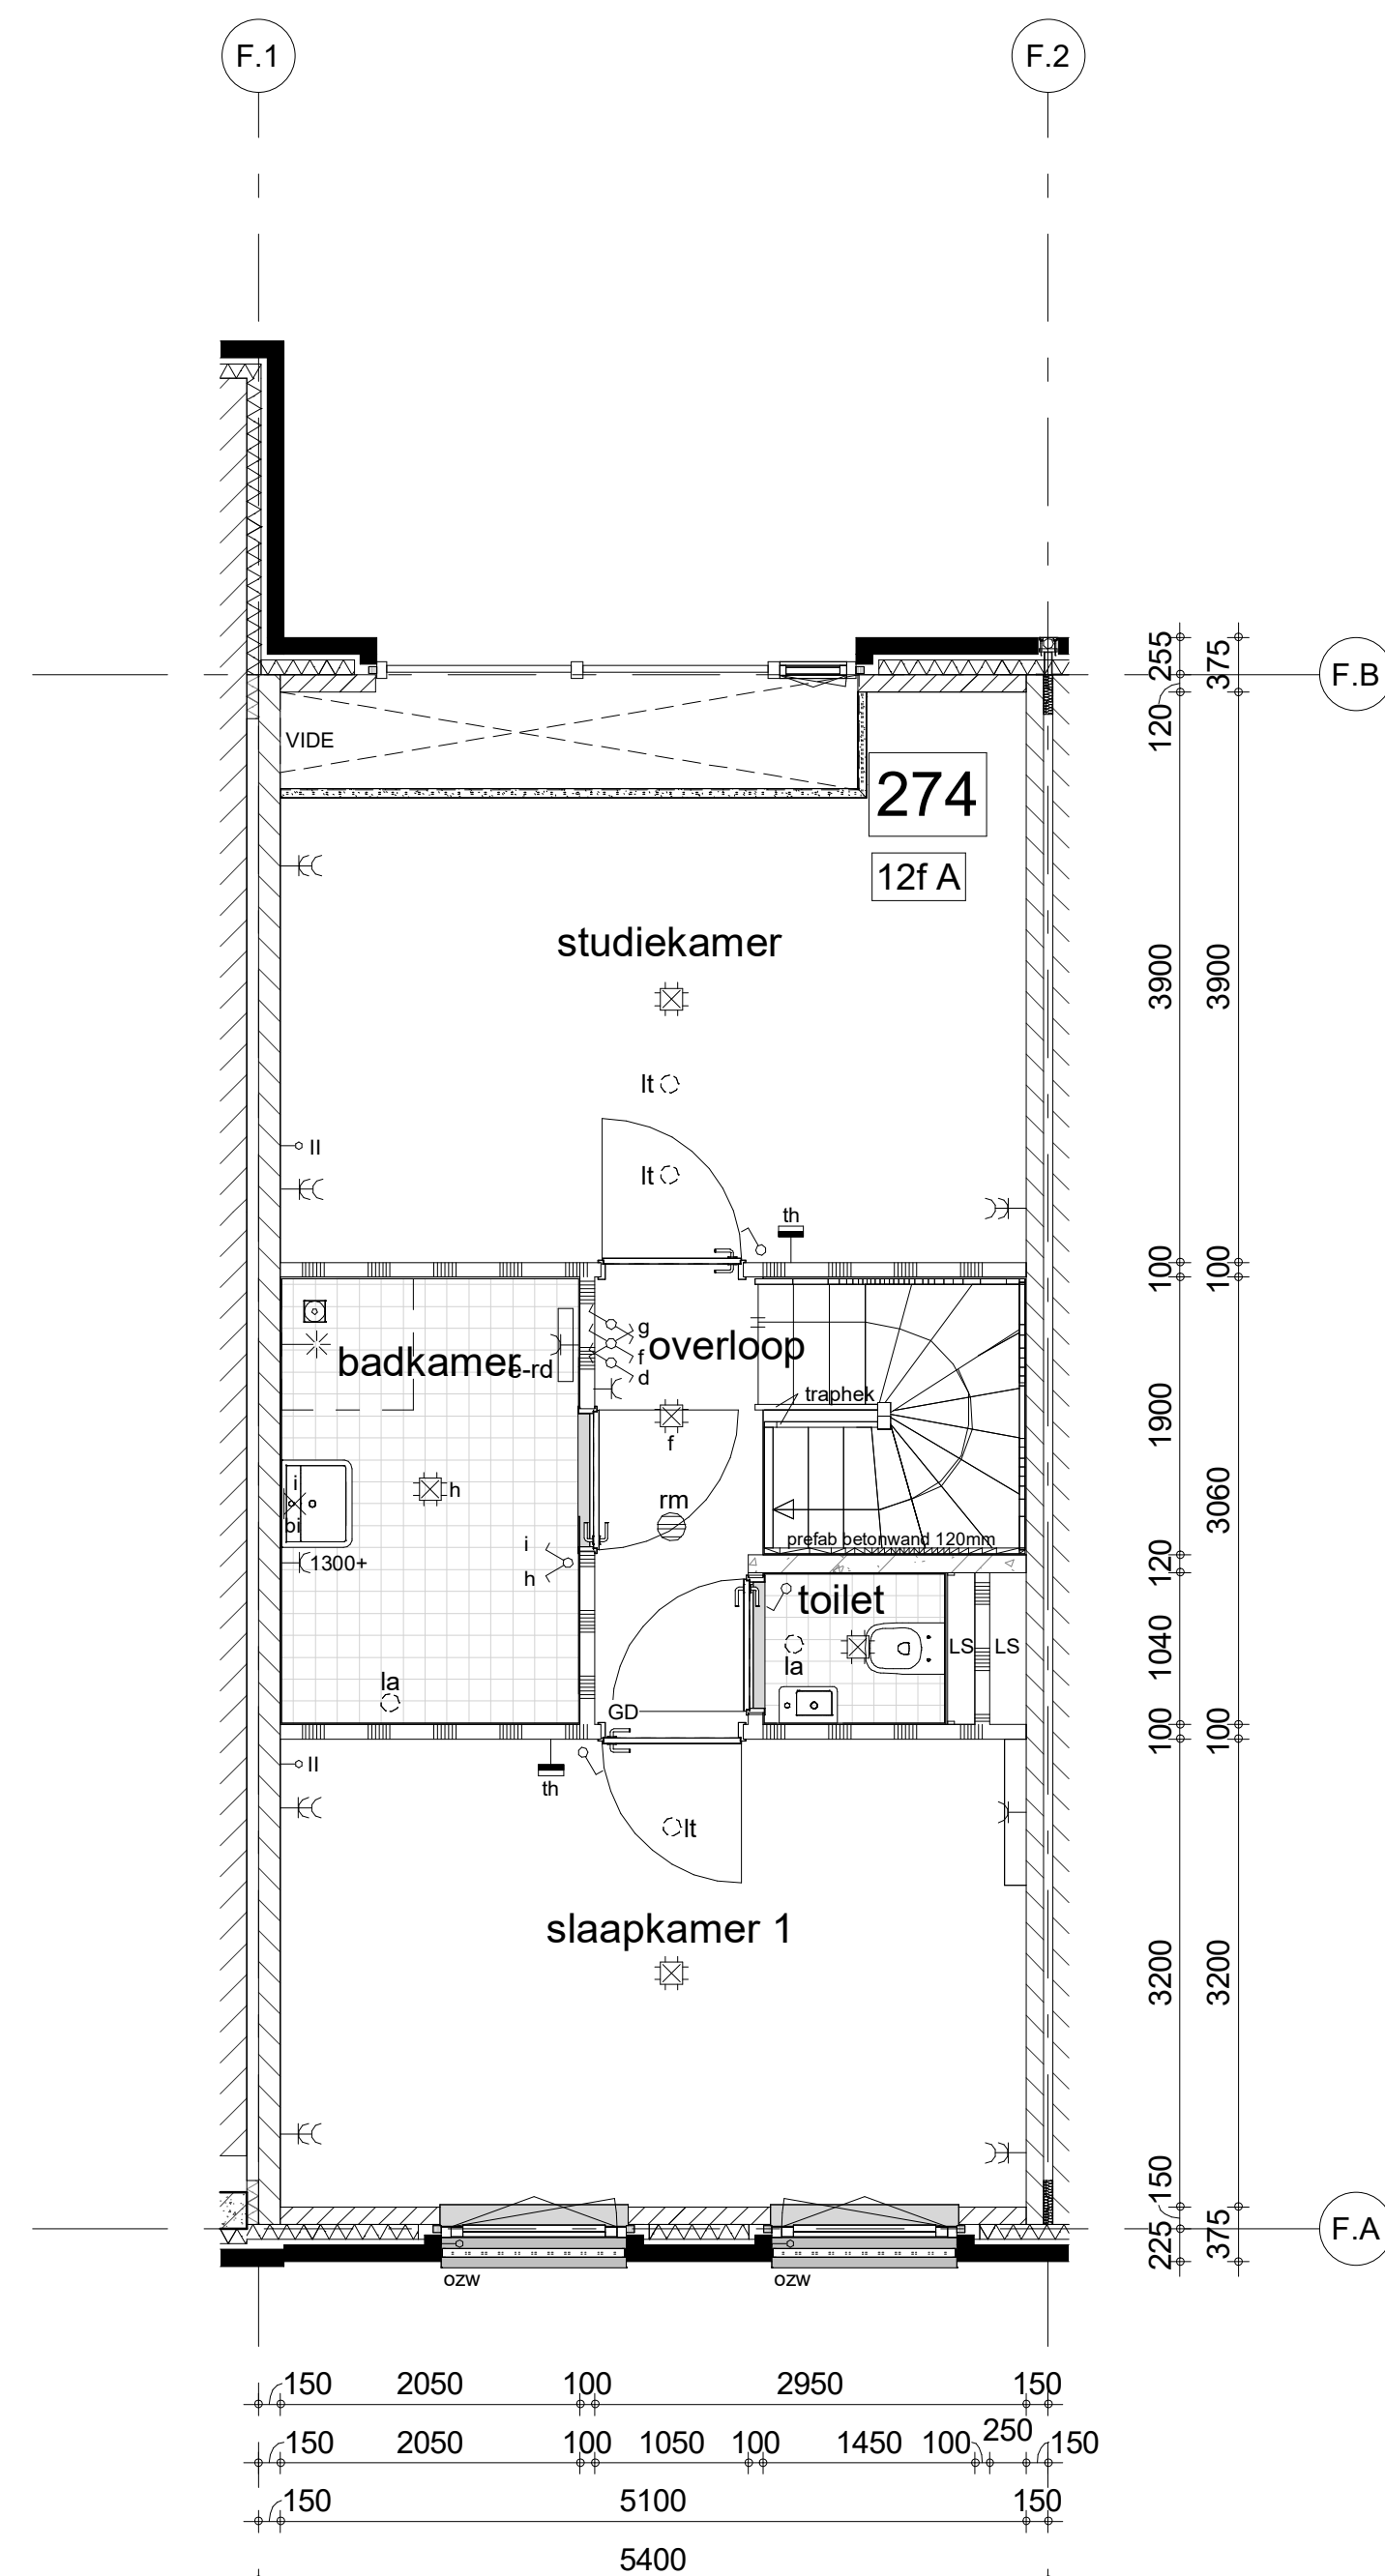 F.1
F.2
255
375
F.B
VIDE
120
274
12f A
studiekamer
3900
3900
lt
ll
lt
th
100
100
g
overloop
badkamer
e-rd
f
d
traphek
1900
f
i
h
rm
3060
bi
prefab betonwand 120mm
1300+
i
h
120
toilet
LS
LS
1040
la
la
GD
100
100
ll
th
lt
slaapkamer 1
3200
3200
150
225
375
F.A
ozw
ozw
150
2050
100
2950
150
150
2050
100
1050
100
1450
100
250
150
150
5100
150
5400